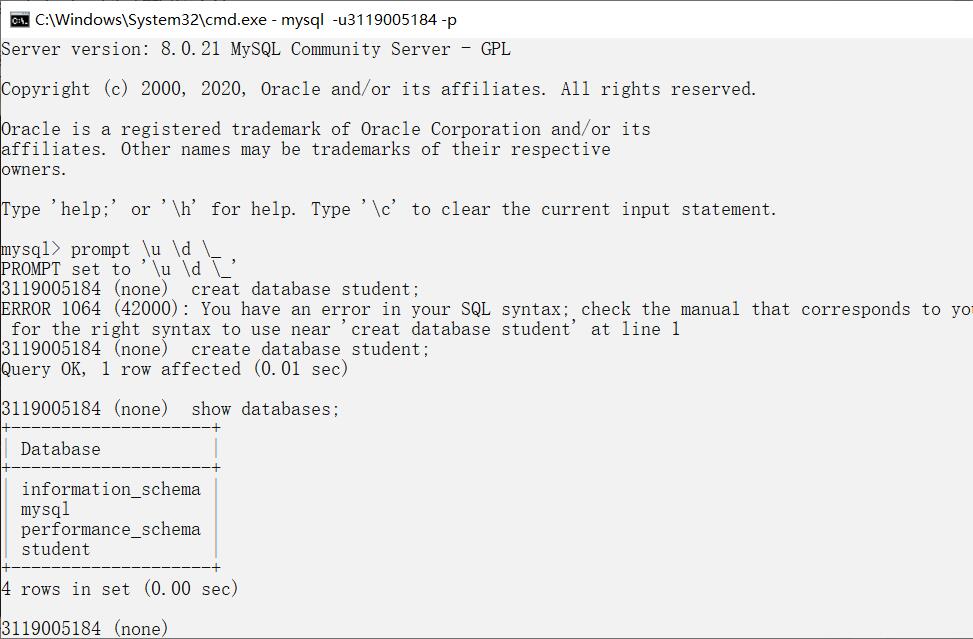 C:\Windows\System32\cmd.exe - mysql  -u3119005184 -p
Server version: 8.0.21 MySQL Community Server - GPL
Copyright (c) 2000, 2020, Oracle and/or its affiliates. All rights reserved.
Oracle is a registered trademark of Oracle Corporation and/or its
affiliates. Other names may be trademarks of their respective
owners.
Type 'help;' or '\h' for help. Type '\c' to clear the current input statement.
mysql> prompt \u \d \_
PROMPT set to '\u \d \_'
3119005184 (none)  creat database student;
ERROR 1064 (42000): You have an error in your SQL syntax; check the manual that corresponds to
 for the right syntax to use near 'creat database student' at line 1
3119005184 (none)  create database student;
Query OK, 1 row affected (0.01 sec)
3119005184 (none)  show databases;
+--------------------+
| Database           |
+--------------------+
| information_schema |
| mysql              |
| performance_schema |
| student            |
+--------------------+
4 rows in set (0.00 sec)
3119005184 (none)